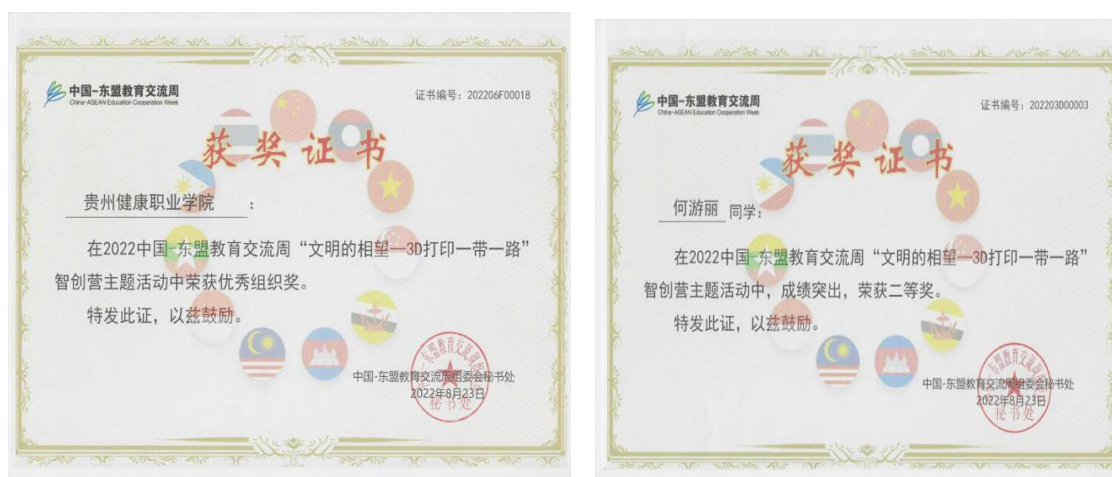 中国-东盟教育交流周
China-ASEAN Education Cooperation Week
证书编号：202206F00018
获奖证书
贵州健康职业学院：
在2022中国-东盟教育交流周“文明的相望—3D打印一带一路”
智创营主题活动中荣获优秀组织奖。
特发此证，以兹鼓励。
中国-东盟教育交流周组委会秘书处
2022年8月23日
秘书处
中国-东盟教育交流周
China-ASEAN Education Cooperation Week
证书编号：202203D00003
获奖证书
何游丽 同学：
在2022中国-东盟教育交流周“文明的相望—3D打印一带一路”
智创营主题活动中，成绩突出，荣获二等奖。
特发此证，以兹鼓励。
中国-东盟教育交流周组委会秘书处
2022年8月23日
秘书处